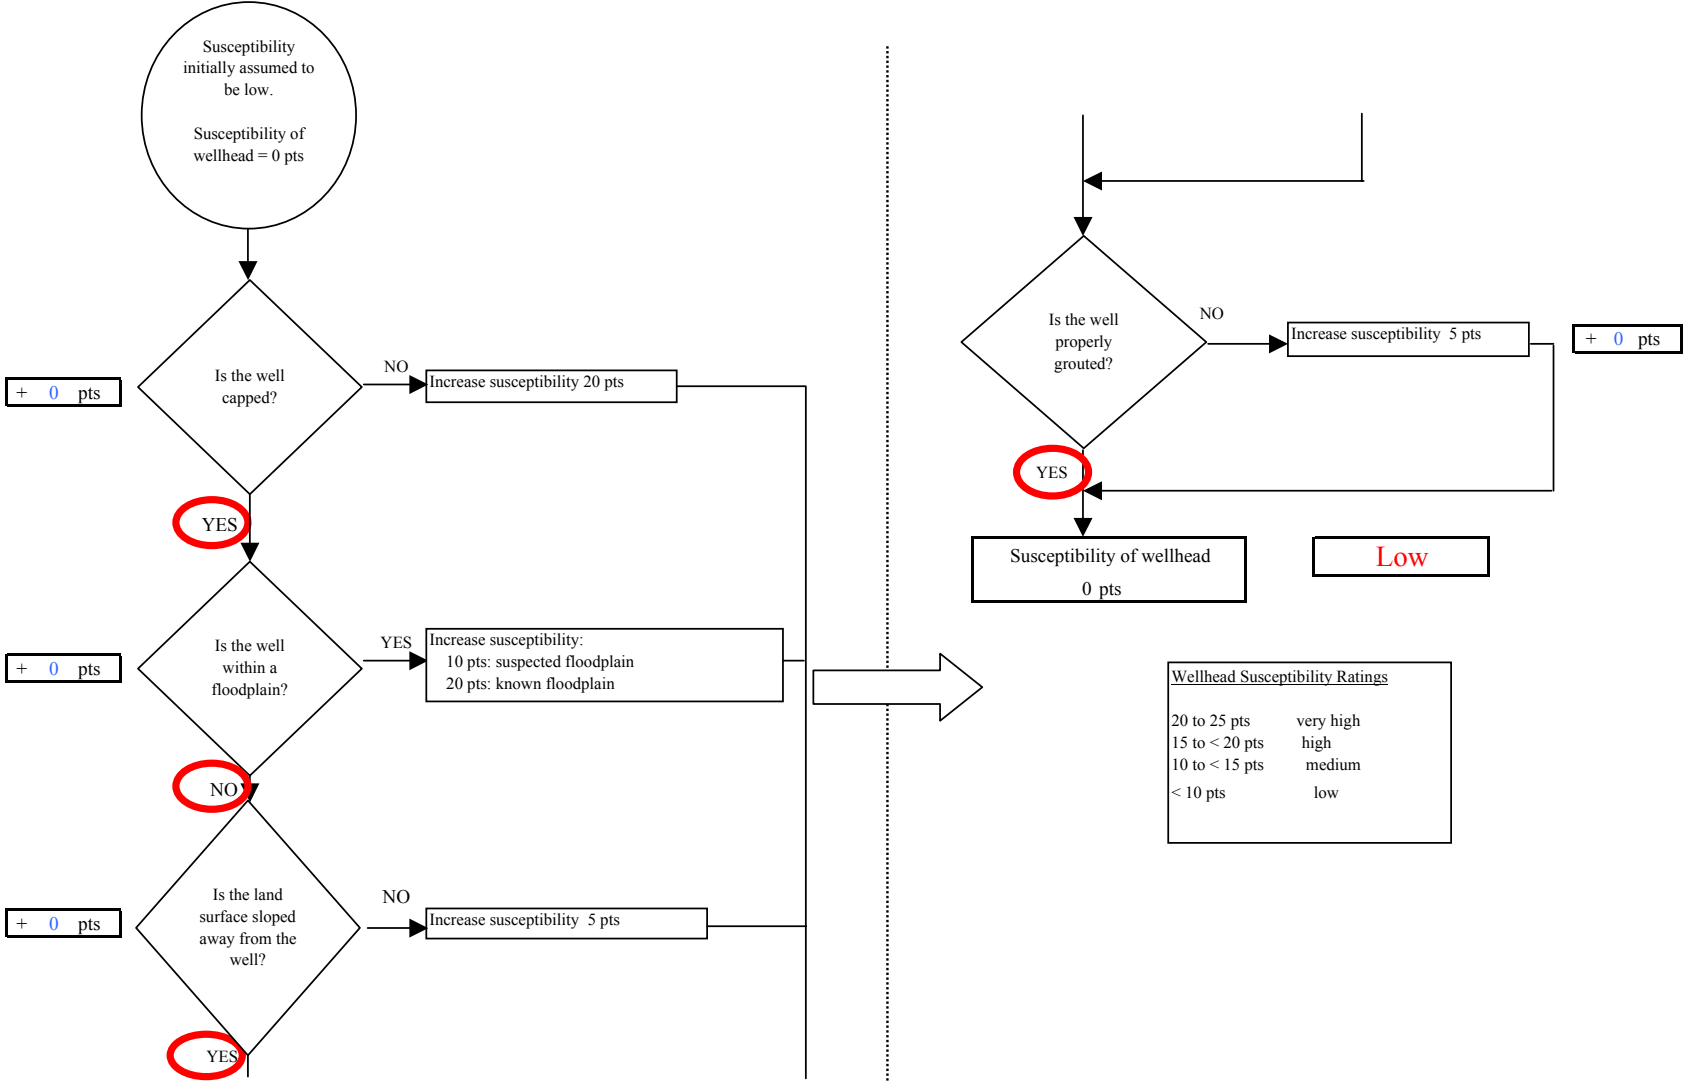 Susceptibility
initially assumed to
be low.
Susceptibility of
wellhead = 0 pts
Is the well
capped?
NO
Increase susceptibility 20 pts
+ 0 pts
YES
Is the well
within a
floodplain?
YES
Increase susceptibility:
10 pts: suspected floodplain
20 pts: known floodplain
+ 0 pts
NO
Is the land
surface sloped
away from the
well?
NO
Increase susceptibility 5 pts
+ 0 pts
YES
Is the well
properly
grouted?
NO
Increase susceptibility 5 pts
+ 0 pts
YES
Susceptibility of wellhead
0 pts
Low
Wellhead Susceptibility Ratings
20 to 25 pts very high
15 to < 20 pts high
10 to < 15 pts medium
< 10 pts low